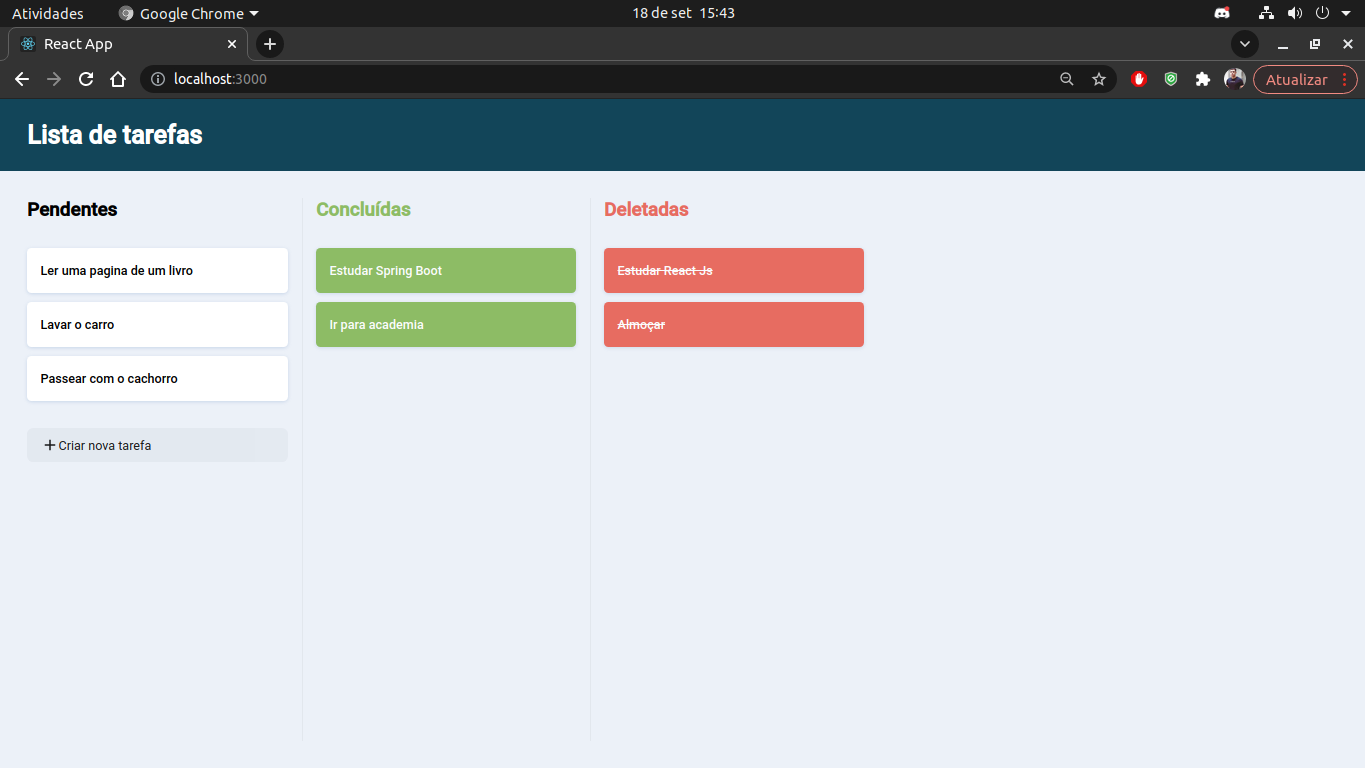 Atividades
Google Chrome
18 de set 15:43
React App
localhost:3000
Atualizar
Lista de tarefas
Pendentes
Ler uma pagina de um livro
Lavar o carro
Passear com o cachorro
Criar nova tarefa
Concluídas
Estudar Spring Boot
Ir para academia
Deletadas
Estudar React Js
Almoçar